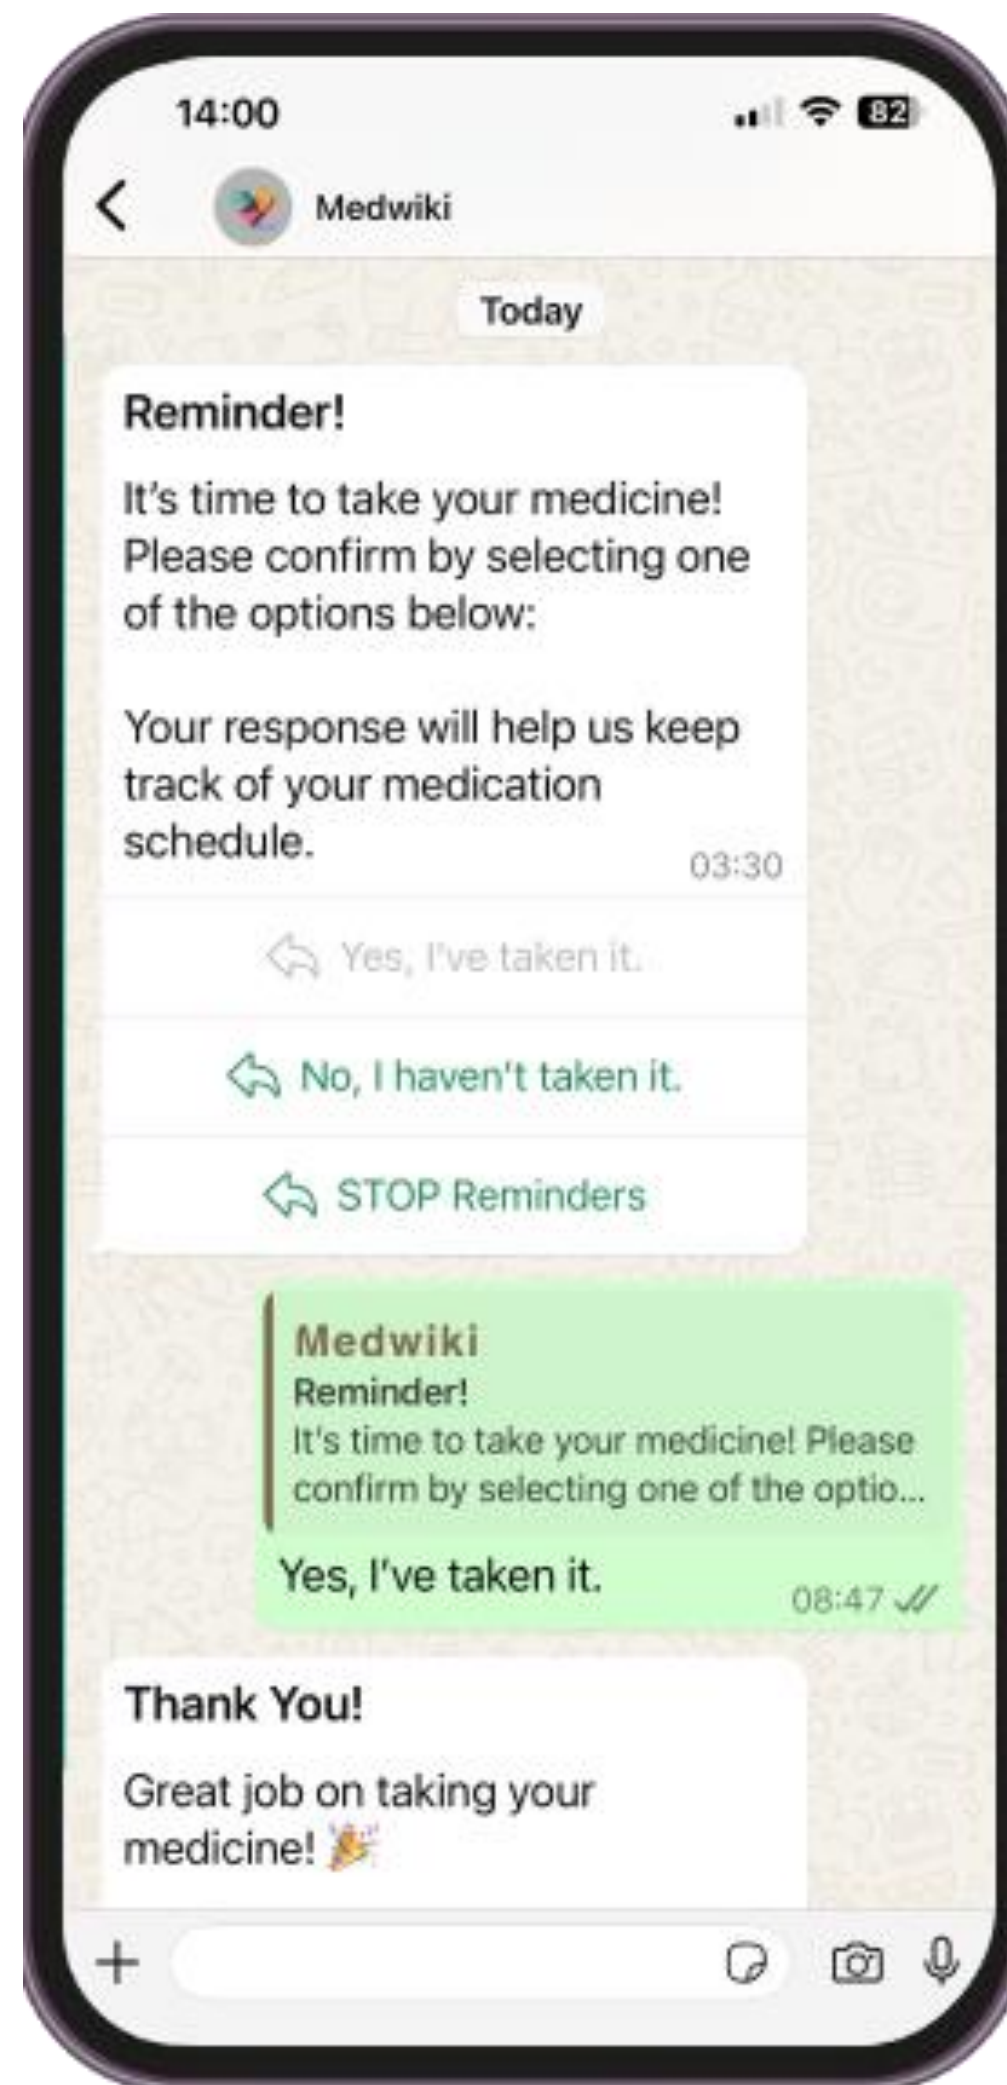 14:00
82
Medwiki
Today
Reminder!
It's time to take your medicine!
Please confirm by selecting one
of the options below:
Your response will help us keep
track of your medication
schedule.
03:30
Yes, I've taken it.
No, I haven't taken it.
STOP Reminders
Medwiki
Reminder!
It's time to take your medicine! Please
confirm by selecting one of the optio...
Yes, I've taken it.
08:47
Thank You!
Great job on taking your
medicine! 🎉